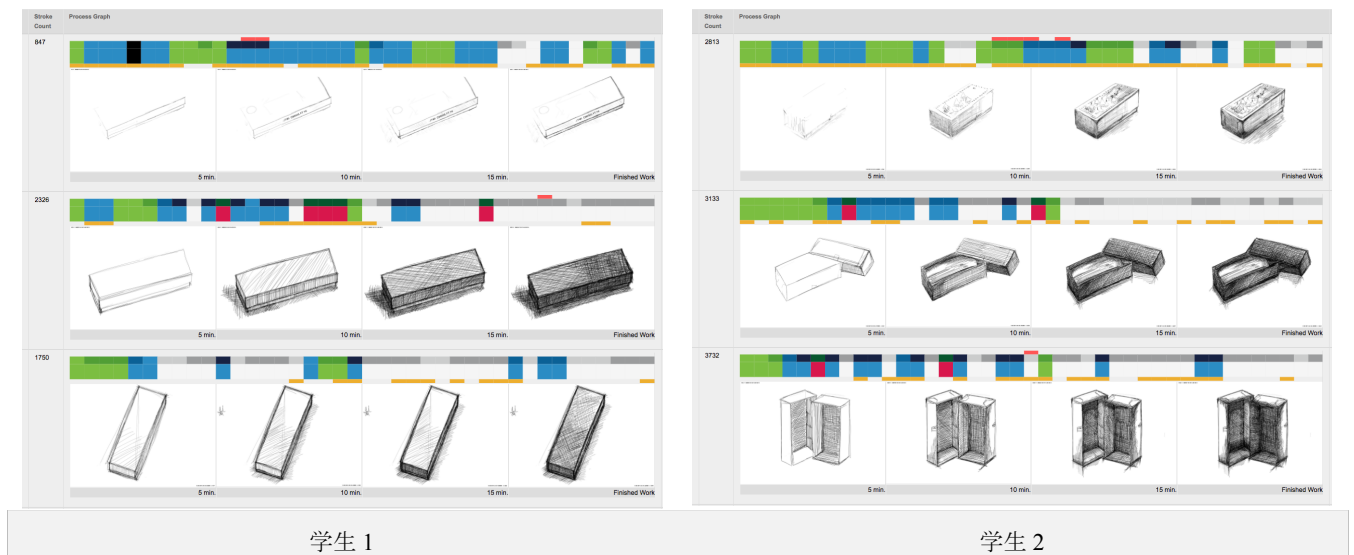 Stroke Count
Process Graph
847
5 min.
10 min.
15 min.
Finished Work
2326
5 min.
10 min.
15 min.
Finished Work
1750
5 min.
10 min.
15 min.
Finished Work
Stroke Count
Process Graph
2813
5 min.
10 min.
15 min.
Finished Work
3133
5 min.
10 min.
15 min.
Finished Work
3732
5 min.
10 min.
15 min.
Finished Work
学生 1
学生 2